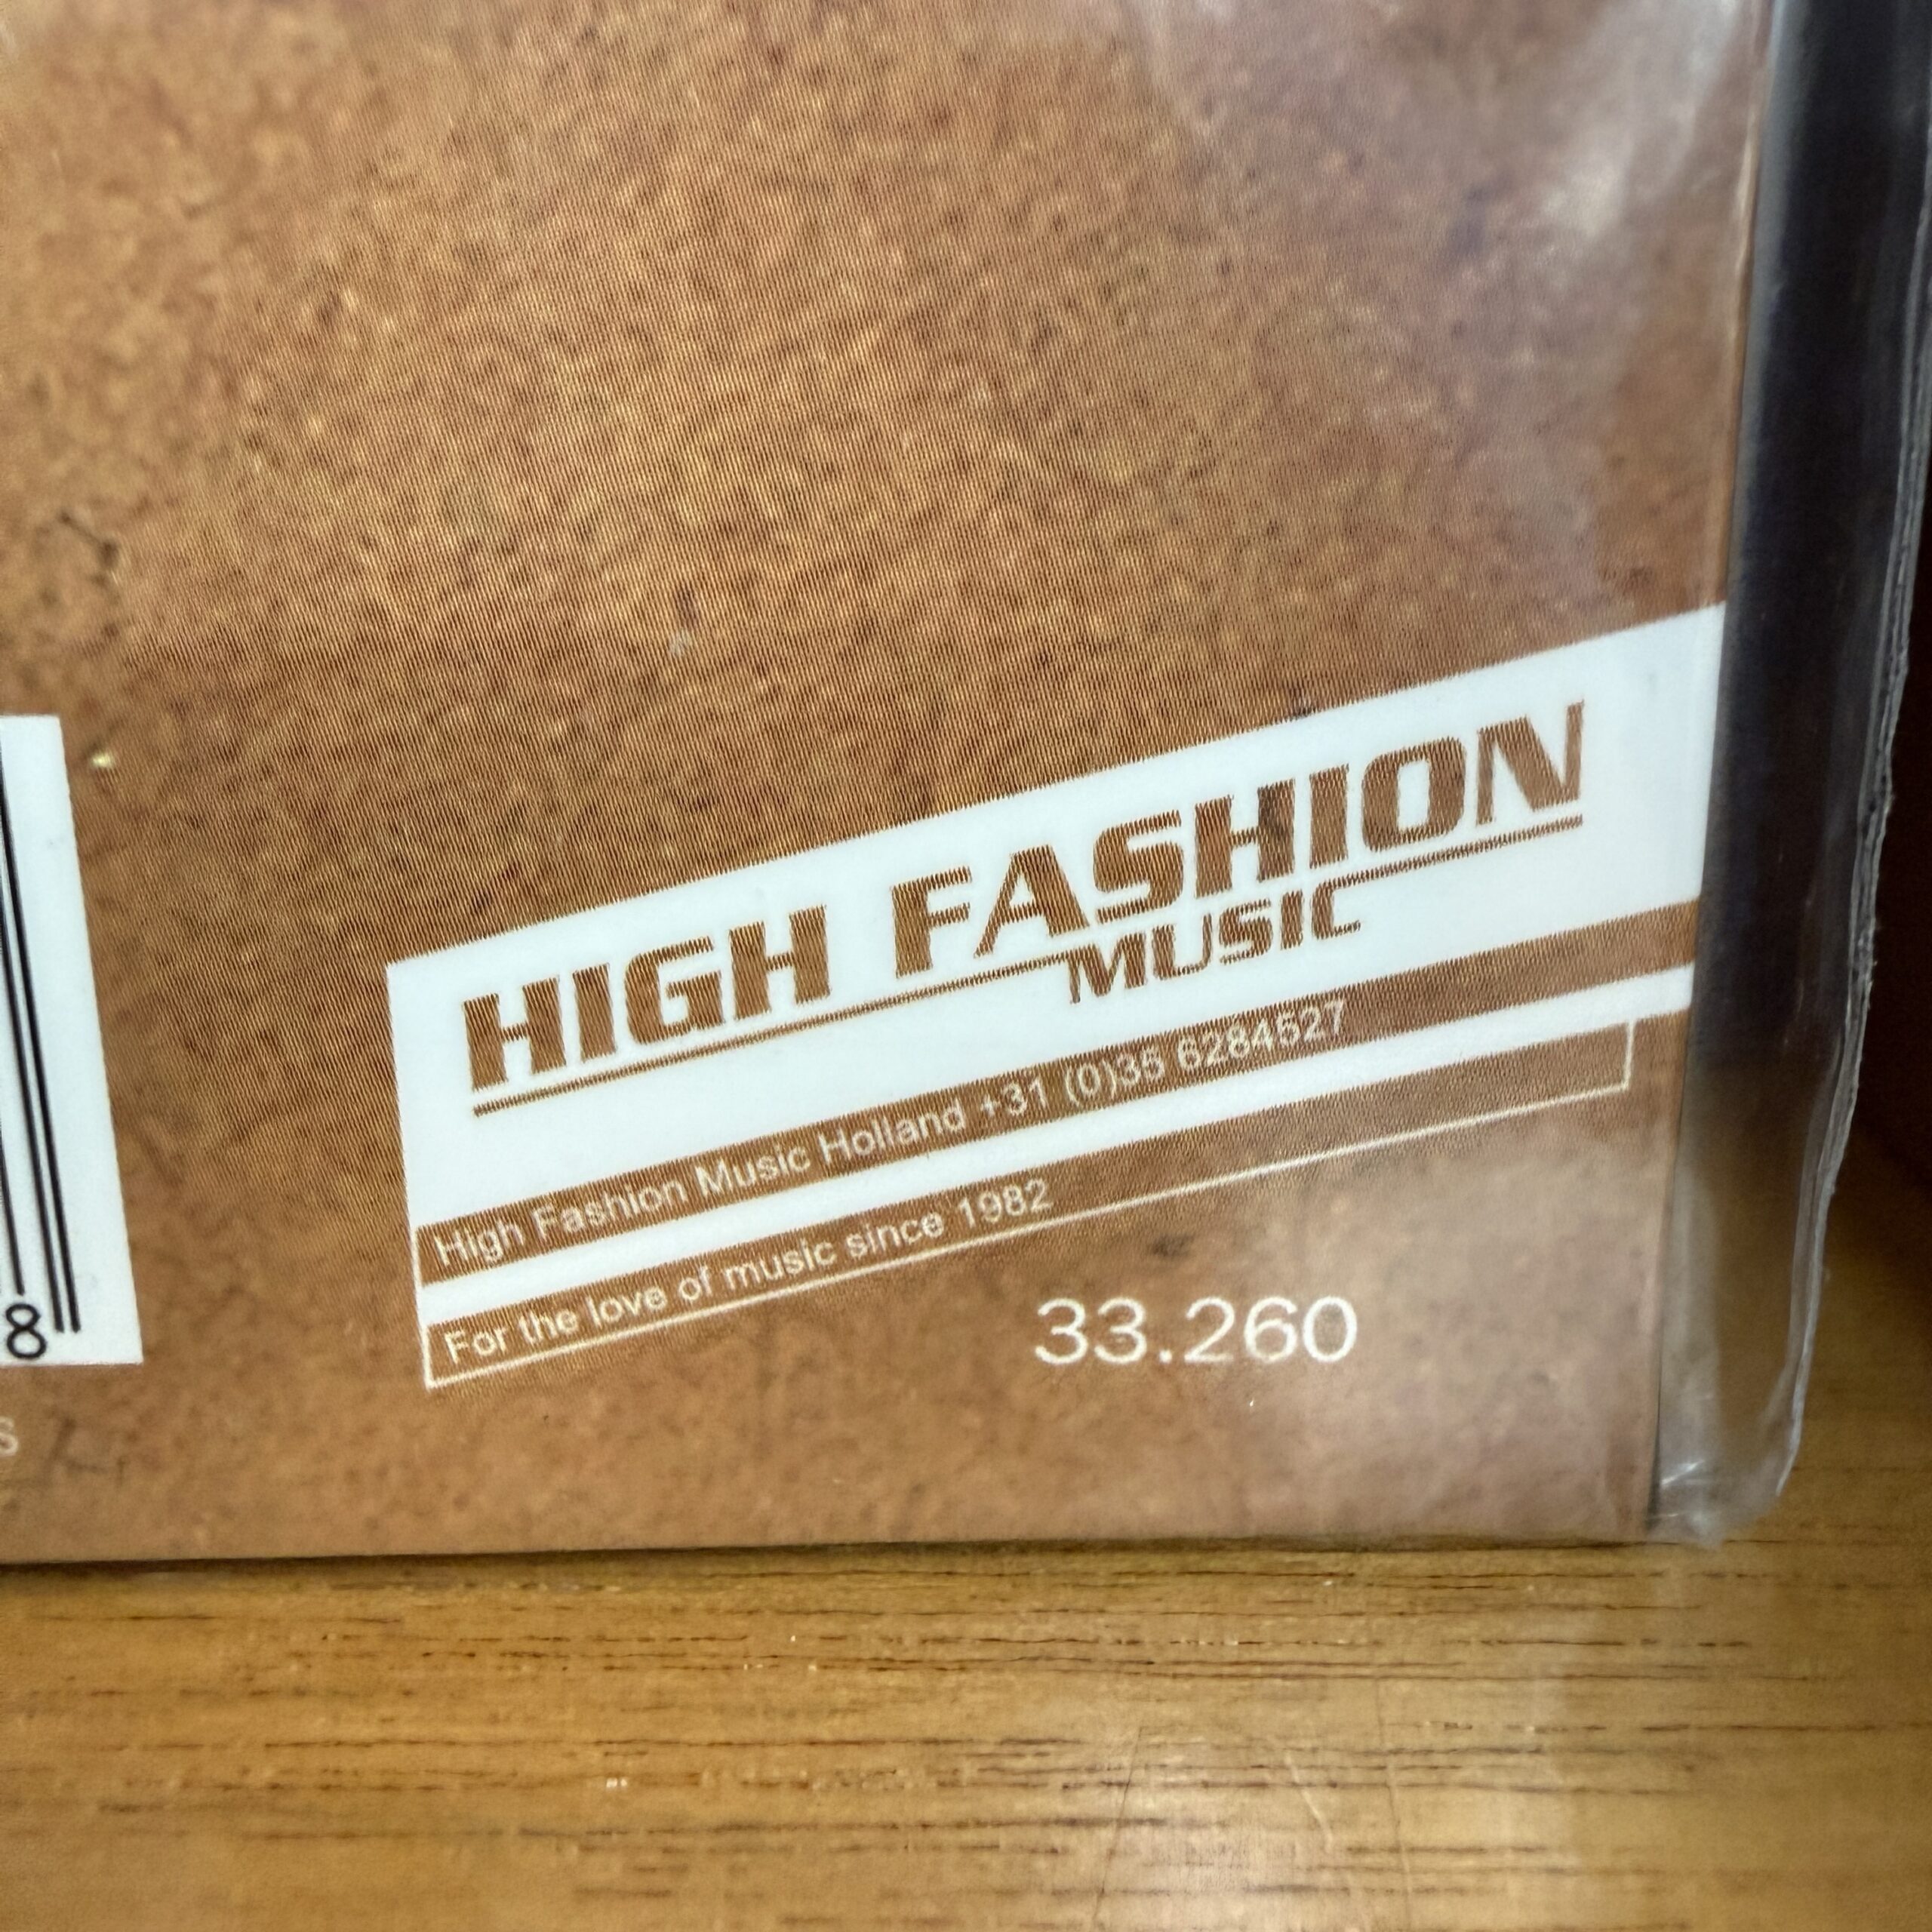 HIGH FASHION
MUSIC
High Fashion Music Holland +31 (0)35 6284527
For the love of music since 1982
33.260
8
s